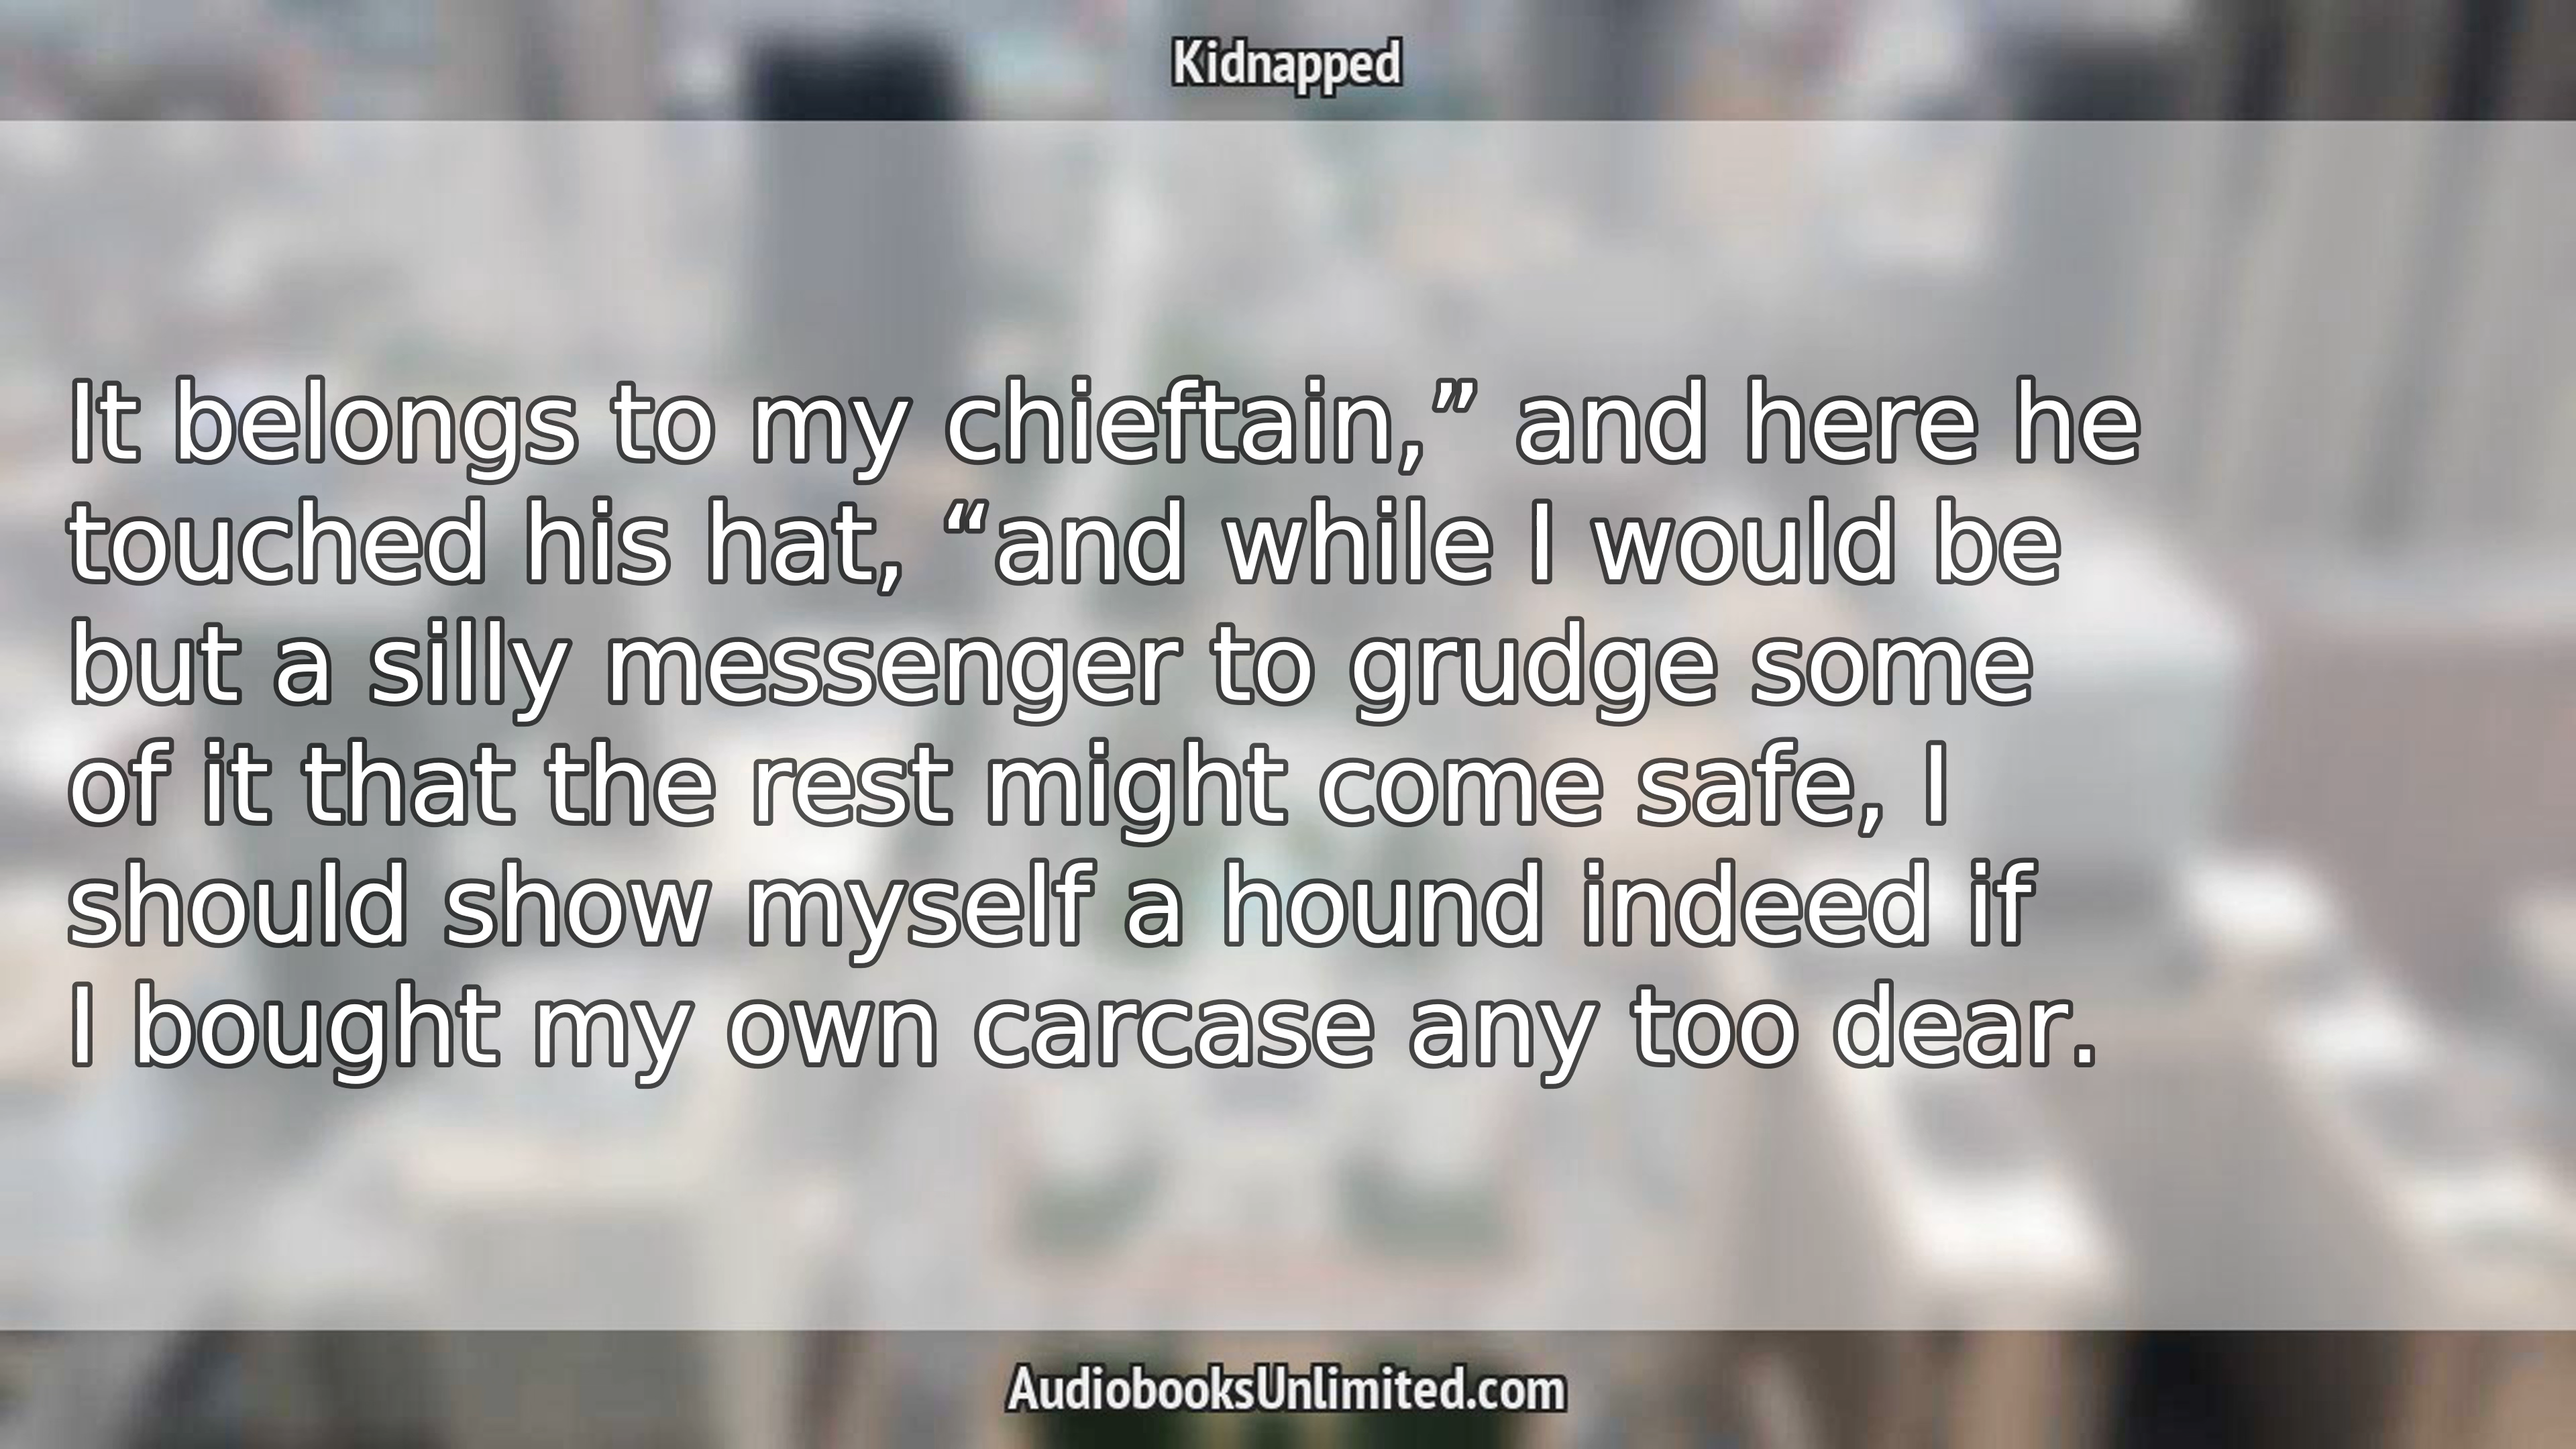 Kidnapped
It belongs to my chieftain,” and here he
touched his hat, “and while I would be
but a silly messenger to grudge some
of it that the rest might come safe, I
should show myself a hound indeed if
I bought my own carcase any too dear.
AudiobooksUnlimited.com